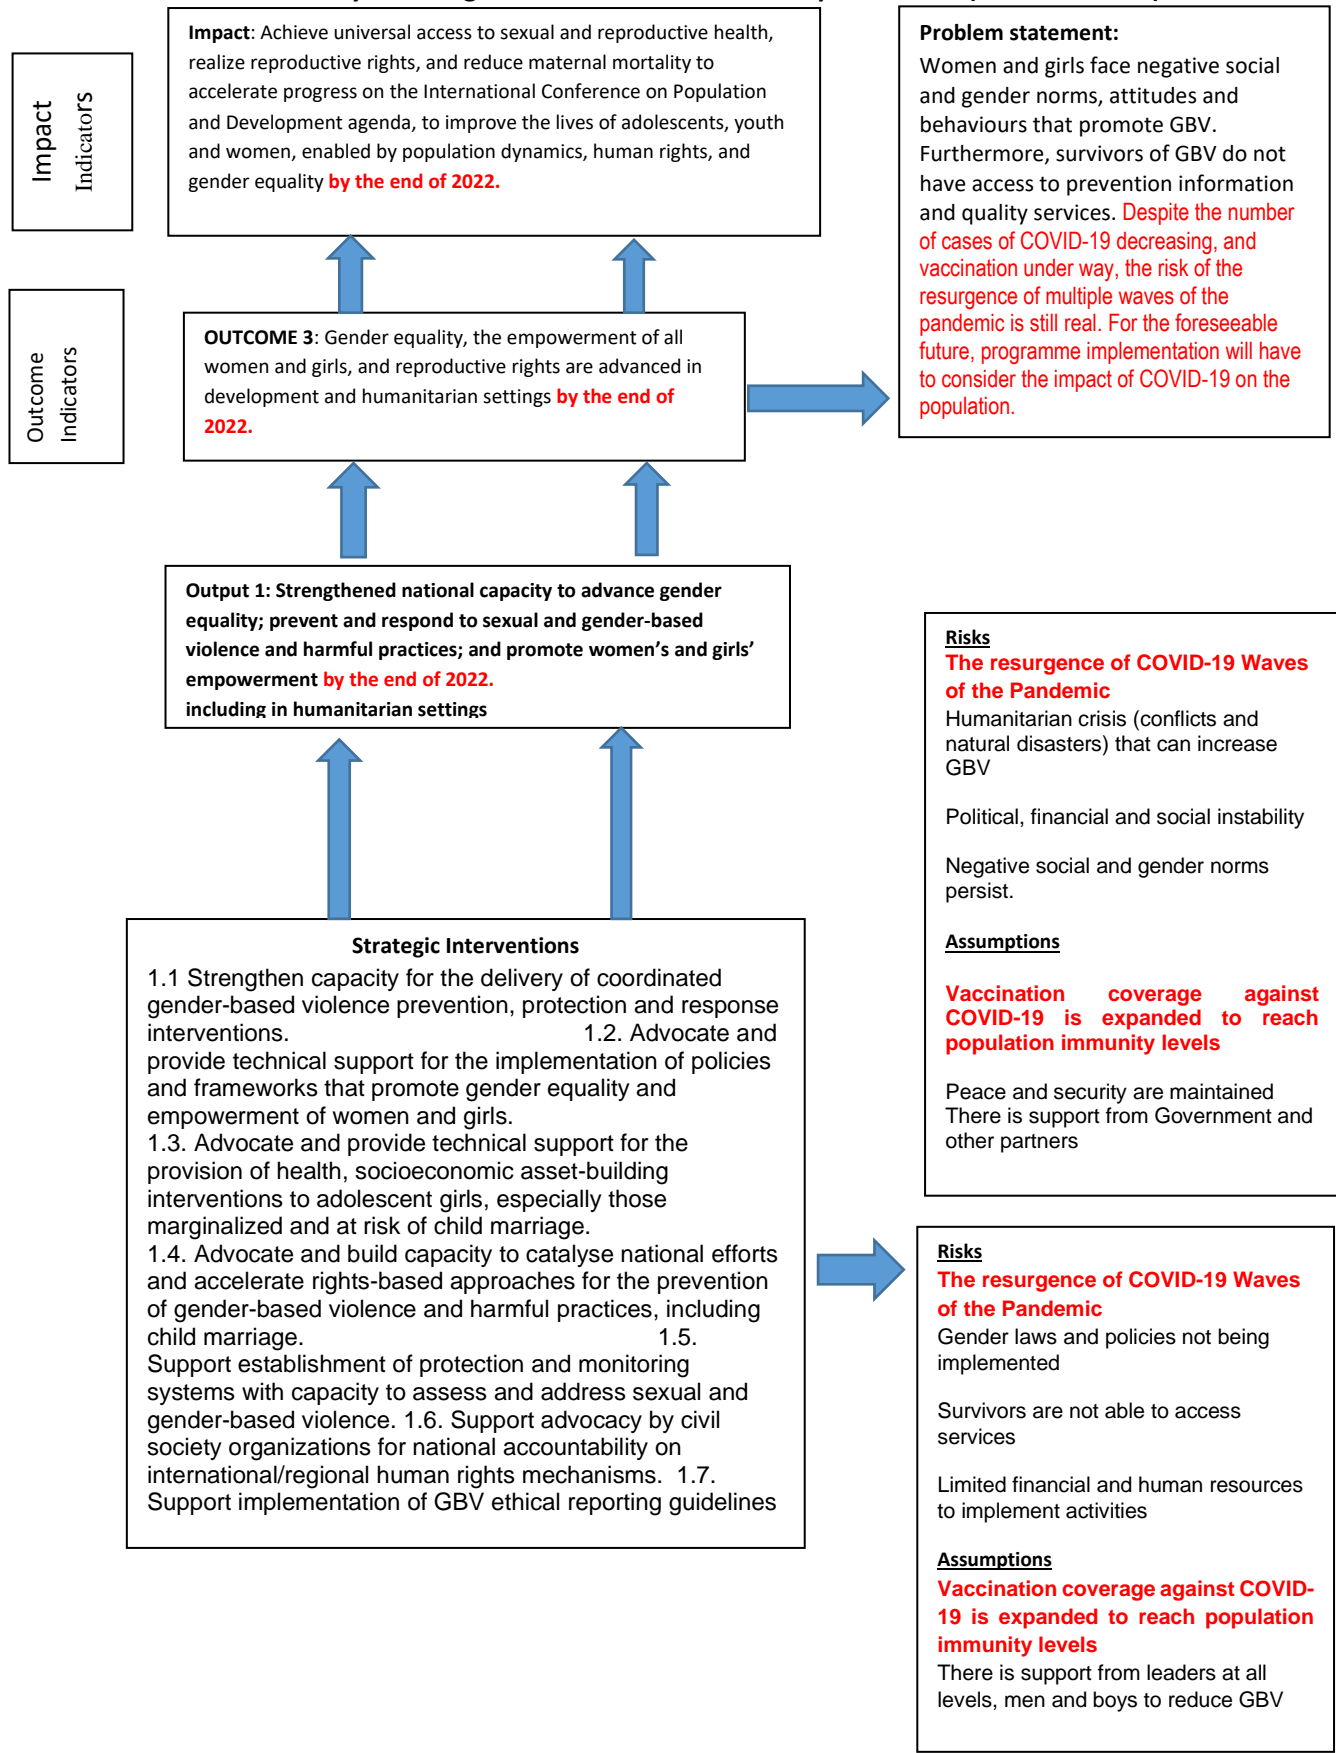 Impact
Indicators
Impact: Achieve universal access to sexual and reproductive health,
realize reproductive rights, and reduce maternal mortality to
accelerate progress on the International Conference on Population
and Development agenda, to improve the lives of adolescents, youth
and women, enabled by population dynamics, human rights, and
gender equality by the end of 2022.
Problem statement:
Women and girls face negative social
and gender norms, attitudes and
behaviours that promote GBV.
Furthermore, survivors of GBV do not
have access to prevention information
and quality services. Despite the number
of cases of COVID-19 decreasing, and
vaccination under way, the risk of the
resurgence of multiple waves of the
pandemic is still real. For the foreseeable
future, programme implementation will have
to consider the impact of COVID-19 on the
population.
Outcome
Indicators
OUTCOME 3: Gender equality, the empowerment of all
women and girls, and reproductive rights are advanced in
development and humanitarian settings by the end of
2022.
Output 1: Strengthened national capacity to advance gender
equality; prevent and respond to sexual and gender-based
violence and harmful practices; and promote women’s and girls’
empowerment by the end of 2022.
including in humanitarian settings
Risks
The resurgence of COVID-19 Waves
of the Pandemic
Humanitarian crisis (conflicts and
natural disasters) that can increase
GBV
Political, financial and social instability
Negative social and gender norms
persist.
Assumptions
Vaccination coverage against
COVID-19 is expanded to reach
population immunity levels
Peace and security are maintained
There is support from Government and
other partners
Strategic Interventions
1.1 Strengthen capacity for the delivery of coordinated
gender-based violence prevention, protection and response
interventions. 1.2. Advocate and
provide technical support for the implementation of policies
and frameworks that promote gender equality and
empowerment of women and girls.
1.3. Advocate and provide technical support for the
provision of health, socioeconomic asset-building
interventions to adolescent girls, especially those
marginalized and at risk of child marriage.
1.4. Advocate and build capacity to catalyse national efforts
and accelerate rights-based approaches for the prevention
of gender-based violence and harmful practices, including
child marriage. 1.5.
Support establishment of protection and monitoring
systems with capacity to assess and address sexual and
gender-based violence. 1.6. Support advocacy by civil
society organizations for national accountability on
international/regional human rights mechanisms. 1.7.
Support implementation of GBV ethical reporting guidelines
Risks
The resurgence of COVID-19 Waves
of the Pandemic
Gender laws and policies not being
implemented
Survivors are not able to access
services
Limited financial and human resources
to implement activities
Assumptions
Vaccination coverage against COVID-
19 is expanded to reach population
immunity levels
There is support from leaders at all
levels, men and boys to reduce GBV